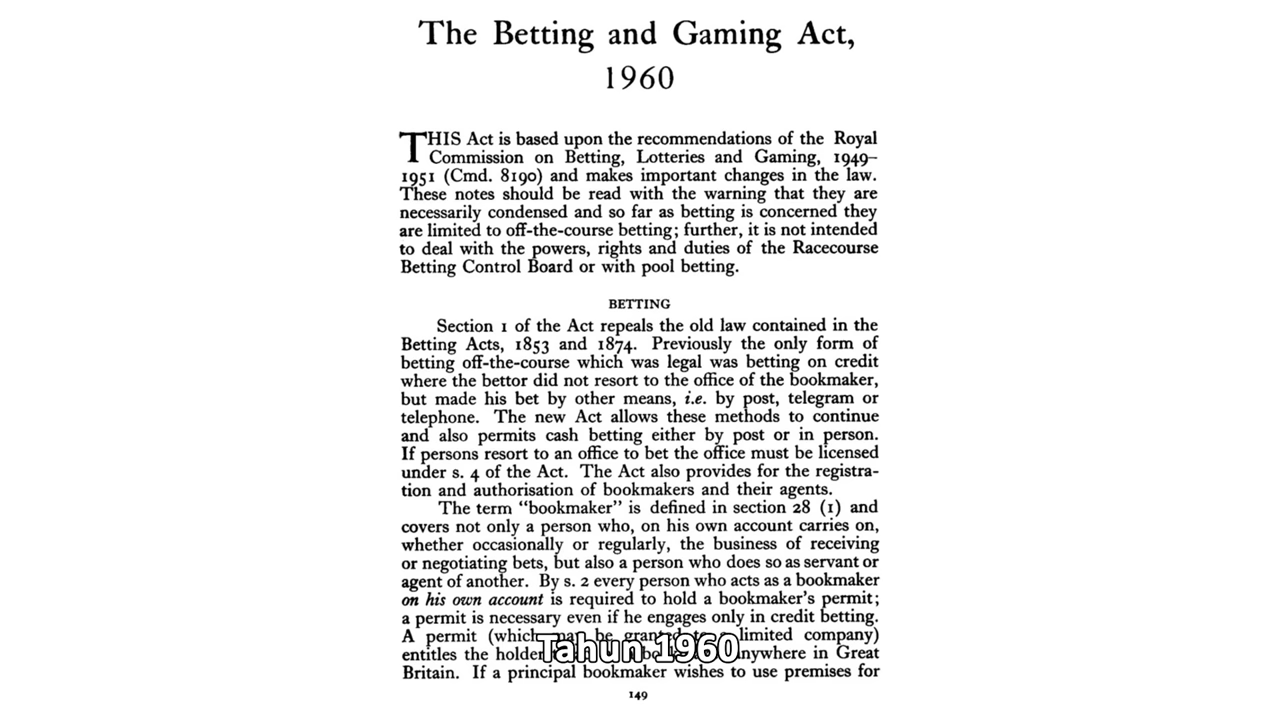 The Betting and Gaming Act,
1960
THIS Act is based upon the recommendations of the Royal
Commission on Betting, Lotteries and Gaming, 1949–
1951 (Cmd. 8190) and makes important changes in the law.
These notes should be read with the warning that they are
necessarily condensed and so far as betting is concerned they
are limited to off-the-course betting; further, it is not intended
to deal with the powers, rights and duties of the Racecourse
Betting Control Board or with pool betting.
BETTING
Section 1 of the Act repeals the old law contained in the
Betting Acts, 1853 and 1874. Previously the only form of
betting off-the-course which was legal was betting on credit
where the bettor did not resort to the office of the bookmaker,
but made his bet by other means, i.e. by post, telegram or
telephone. The new Act allows these methods to continue
and also permits cash betting either by post or in person.
If persons resort to an office to bet the office must be licensed
under s. 4 of the Act. The Act also provides for the registra-
tion and authorisation of bookmakers and their agents.
The term "bookmaker" is defined in section 28 (1) and
covers not only a person who, on his own account carries on,
whether occasionally or regularly, the business of receiving
or negotiating bets, but also a person who does so as servant or
agent of another. By s. 2 every person who acts as a bookmaker
on his own account is required to hold a bookmaker's permit;
a permit is necessary even if he engages only in credit betting.
A permit (which may be granted to a limited company)
entitles the holder anywhere in Great
Britain. If a principal bookmaker wishes to use premises for
149
Tahun 1960